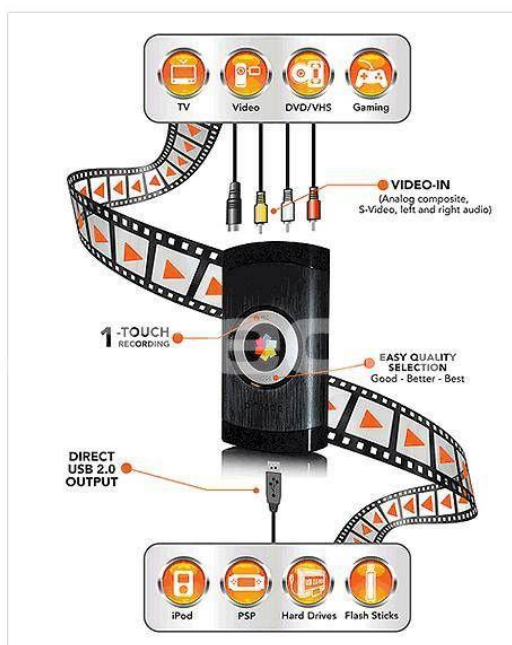 TV Video DVD/VHS Gaming
VIDEO-IN
(Analog composite,
S-Video, left and right audio)
1-TOUCH
RECORDING
EASY QUALITY
SELECTION
Good - Better - Best
DIRECT
USB 2.0
OUTPUT
iPod PSP Hard Drives Flash Sticks